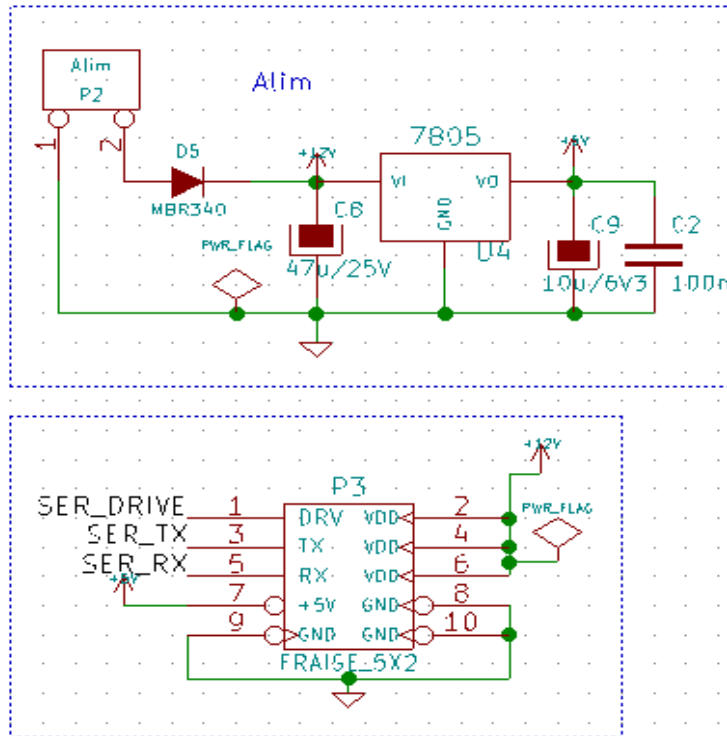 Alim
P2
Alim
1
2
D5
MBR340
+12V
7805
VI
VO
GND
U4
+5V
C6
47u/25V
C9
10u/6V3
C2
100n
PWR_FLAG
+12V
PWR_FLAG
P3
SER_DRIVE
1
DRV
VDD
2
SER_TX
3
TX
VDD
4
SER_RX
5
RX
VDD
6
+5V
7
+5V
GND
8
9
GND
GND
10
FRAISE_5X2